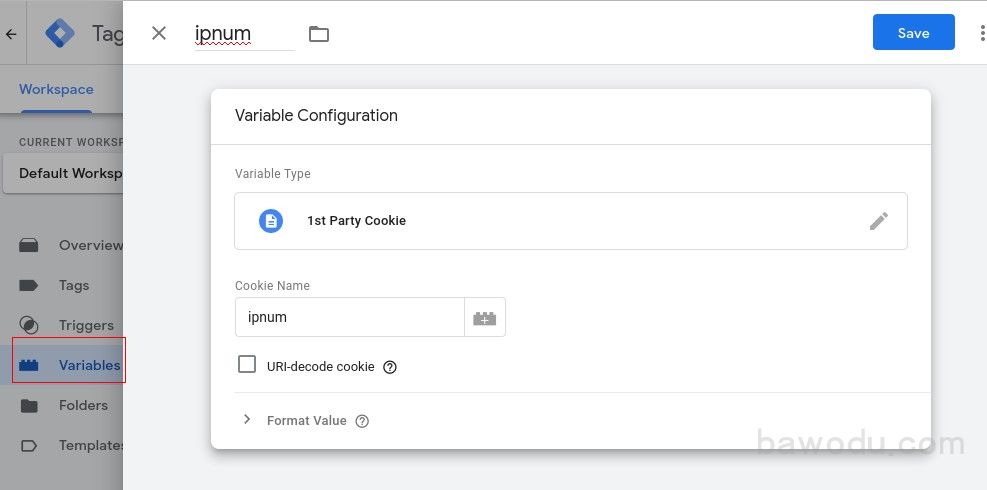 Tag
ipnum
Save
Workspace
CURRENT WORKSP
Default Worksp
Overview
Tags
Triggers
Variables
Folders
Templates
Variable Configuration
Variable Type
1st Party Cookie
Cookie Name
ipnum
URI-decode cookie
Format Value
bawodu.com